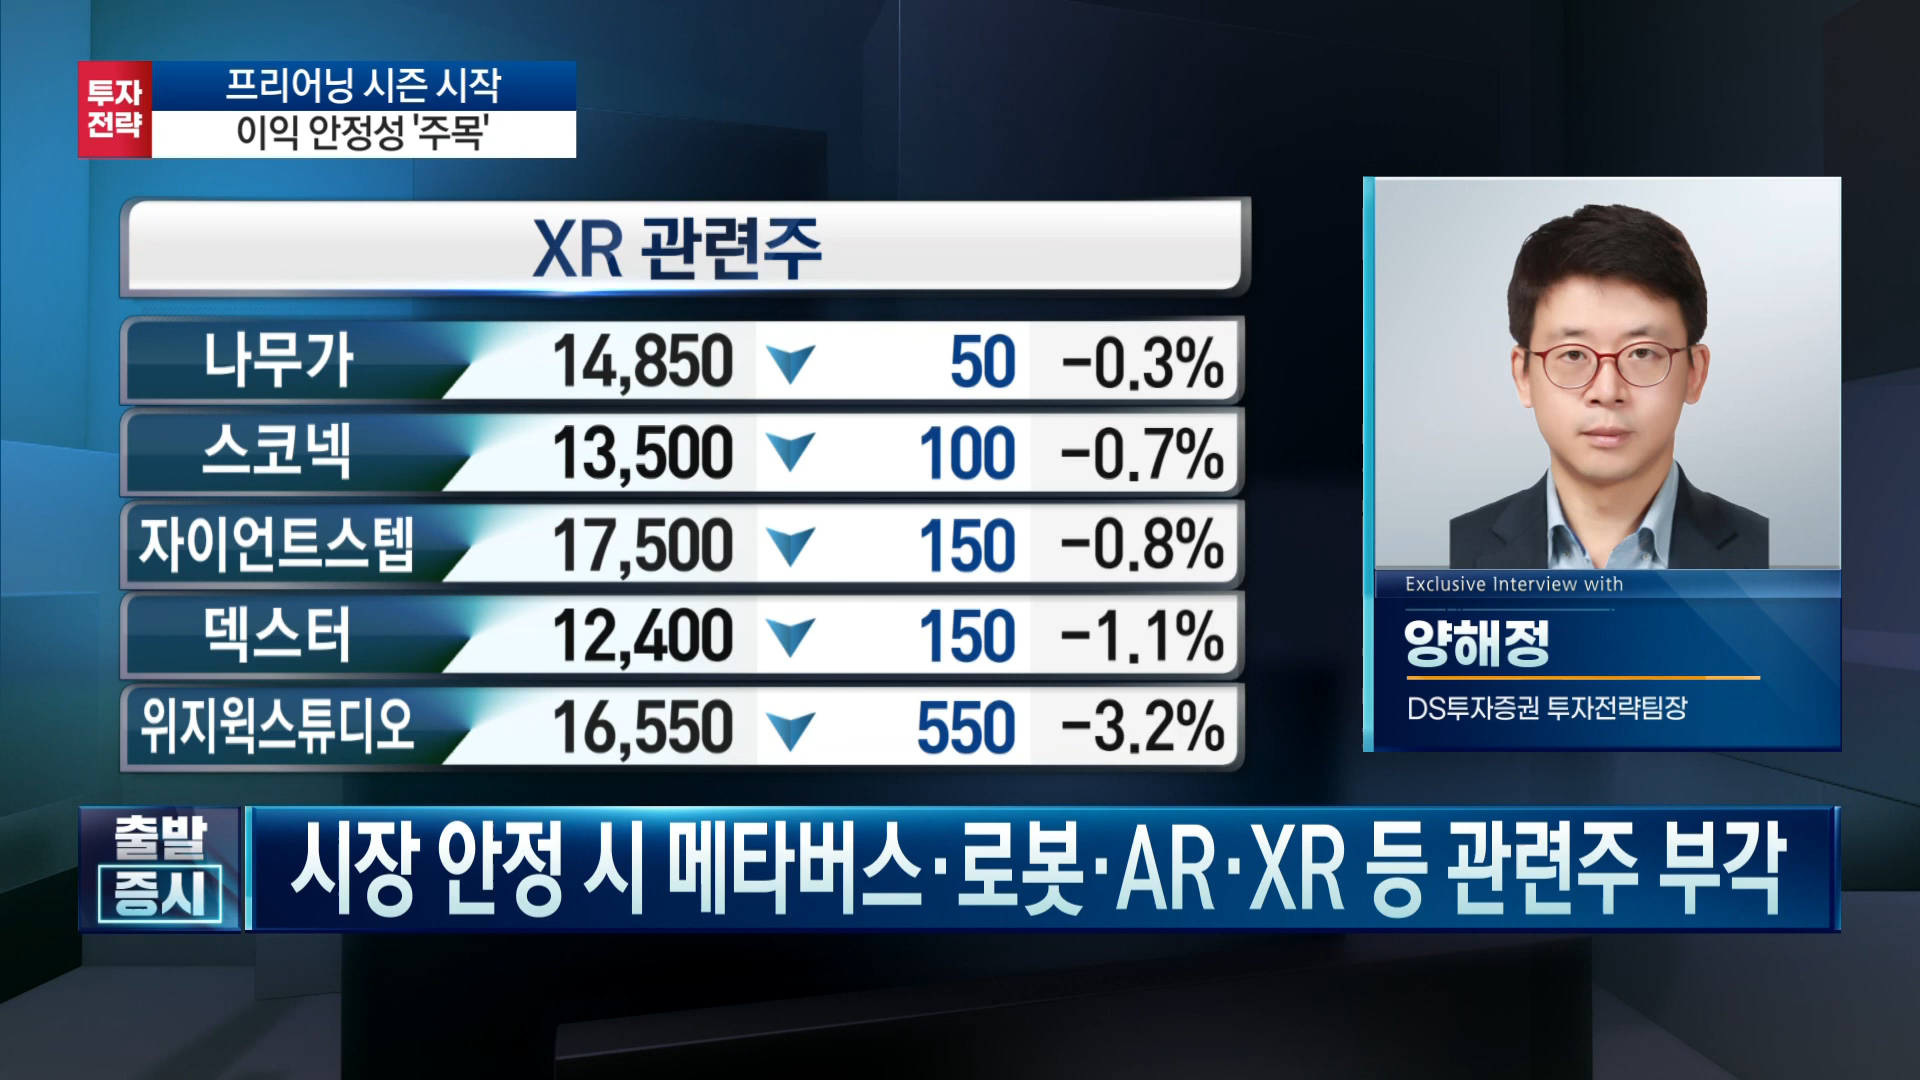 투자
전략
프리어닝 시즌 시작
이익 안정성 '주목'
XR 관련주
나무가 14,850 ▼ 50 -0.3%
스코넥 13,500 ▼ 100 -0.7%
자이언트스텝 17,500 ▼ 150 -0.8%
덱스터 12,400 ▼ 150 -1.1%
위지윅스튜디오 16,550 ▼ 550 -3.2%
Exclusive Interview with
양해정
DS투자증권 투자전략팀장
출발
증시
시장 안정 시 메타버스·로봇·AR·XR 등 관련주 부각